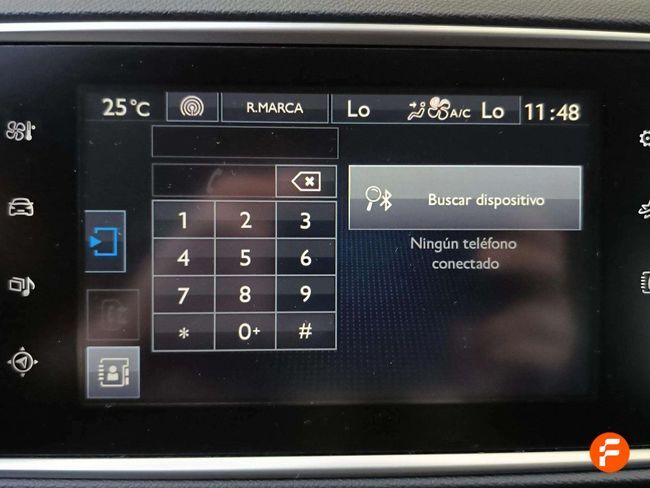 25°C R.MARCA Lo A/C Lo 11:48
Buscar dispositivo
Ningún teléfono
conectado
1 2 3
4 5 6
7 8 9
* 0+ #